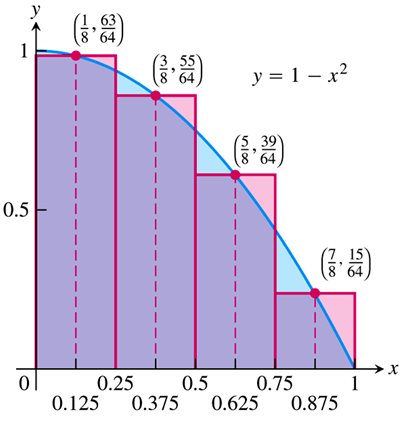 y
(1/8, 63/64)
1
(3/8, 55/64)
y = 1 − x²
(5/8, 39/64)
0.5
(7/8, 15/64)
x
0 0.25 0.5 0.75 1
0.125 0.375 0.625 0.875